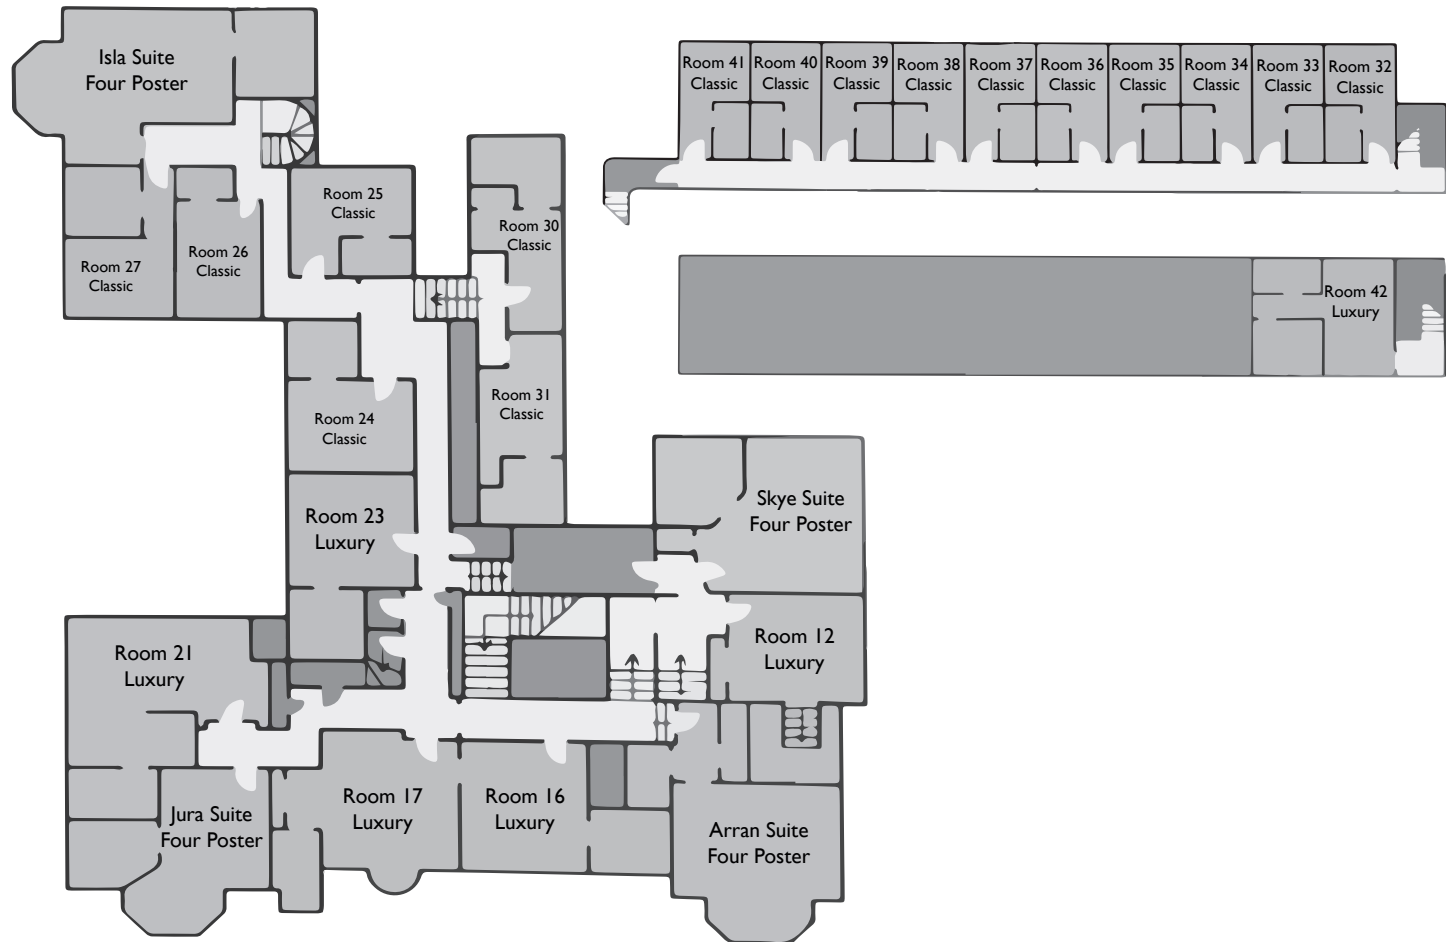 Isla Suite
Four Poster
Room 41
Classic
Room 40
Classic
Room 39
Classic
Room 38
Classic
Room 37
Classic
Room 36
Classic
Room 35
Classic
Room 34
Classic
Room 33
Classic
Room 32
Classic
Room 25
Classic
Room 30
Classic
Room 26
Classic
Room 27
Classic
Room 42
Luxury
Room 31
Classic
Room 24
Classic
Skye Suite
Four Poster
Room 23
Luxury
Room 12
Luxury
Room 21
Luxury
Room 17
Luxury
Room 16
Luxury
Jura Suite
Four Poster
Arran Suite
Four Poster